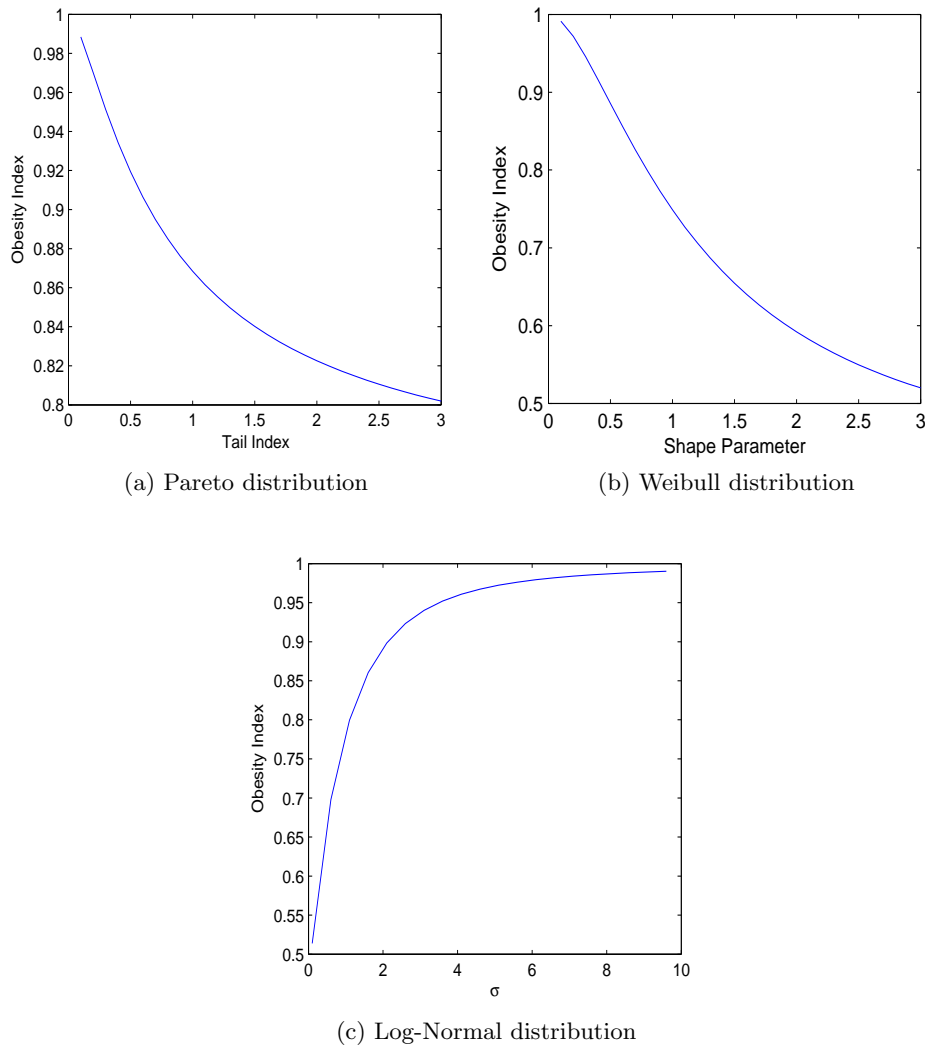 1
0.98
0.96
0.94
0.92
0.9
0.88
0.86
0.84
0.82
0.8
0 0.5 1 1.5 2 2.5 3
Obesity Index
Tail Index
(a) Pareto distribution
1
0.9
0.8
0.7
0.6
0.5
0 0.5 1 1.5 2 2.5 3
Obesity Index
Shape Parameter
(b) Weibull distribution
1
0.95
0.9
0.85
0.8
0.75
0.7
0.65
0.6
0.55
0.5
0 2 4 6 8 10
Obesity Index
σ
(c) Log-Normal distribution